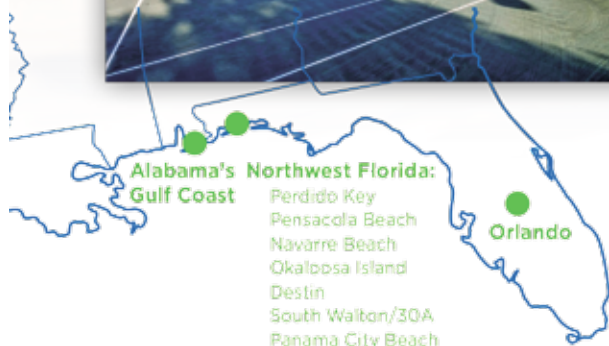 Alabama's
Gulf Coast
Northwest Florida:
Perdido Key
Pensacola Beach
Navarre Beach
Okaloosa Island
Destin
South Walton/30A
Panama City Beach
Orlando